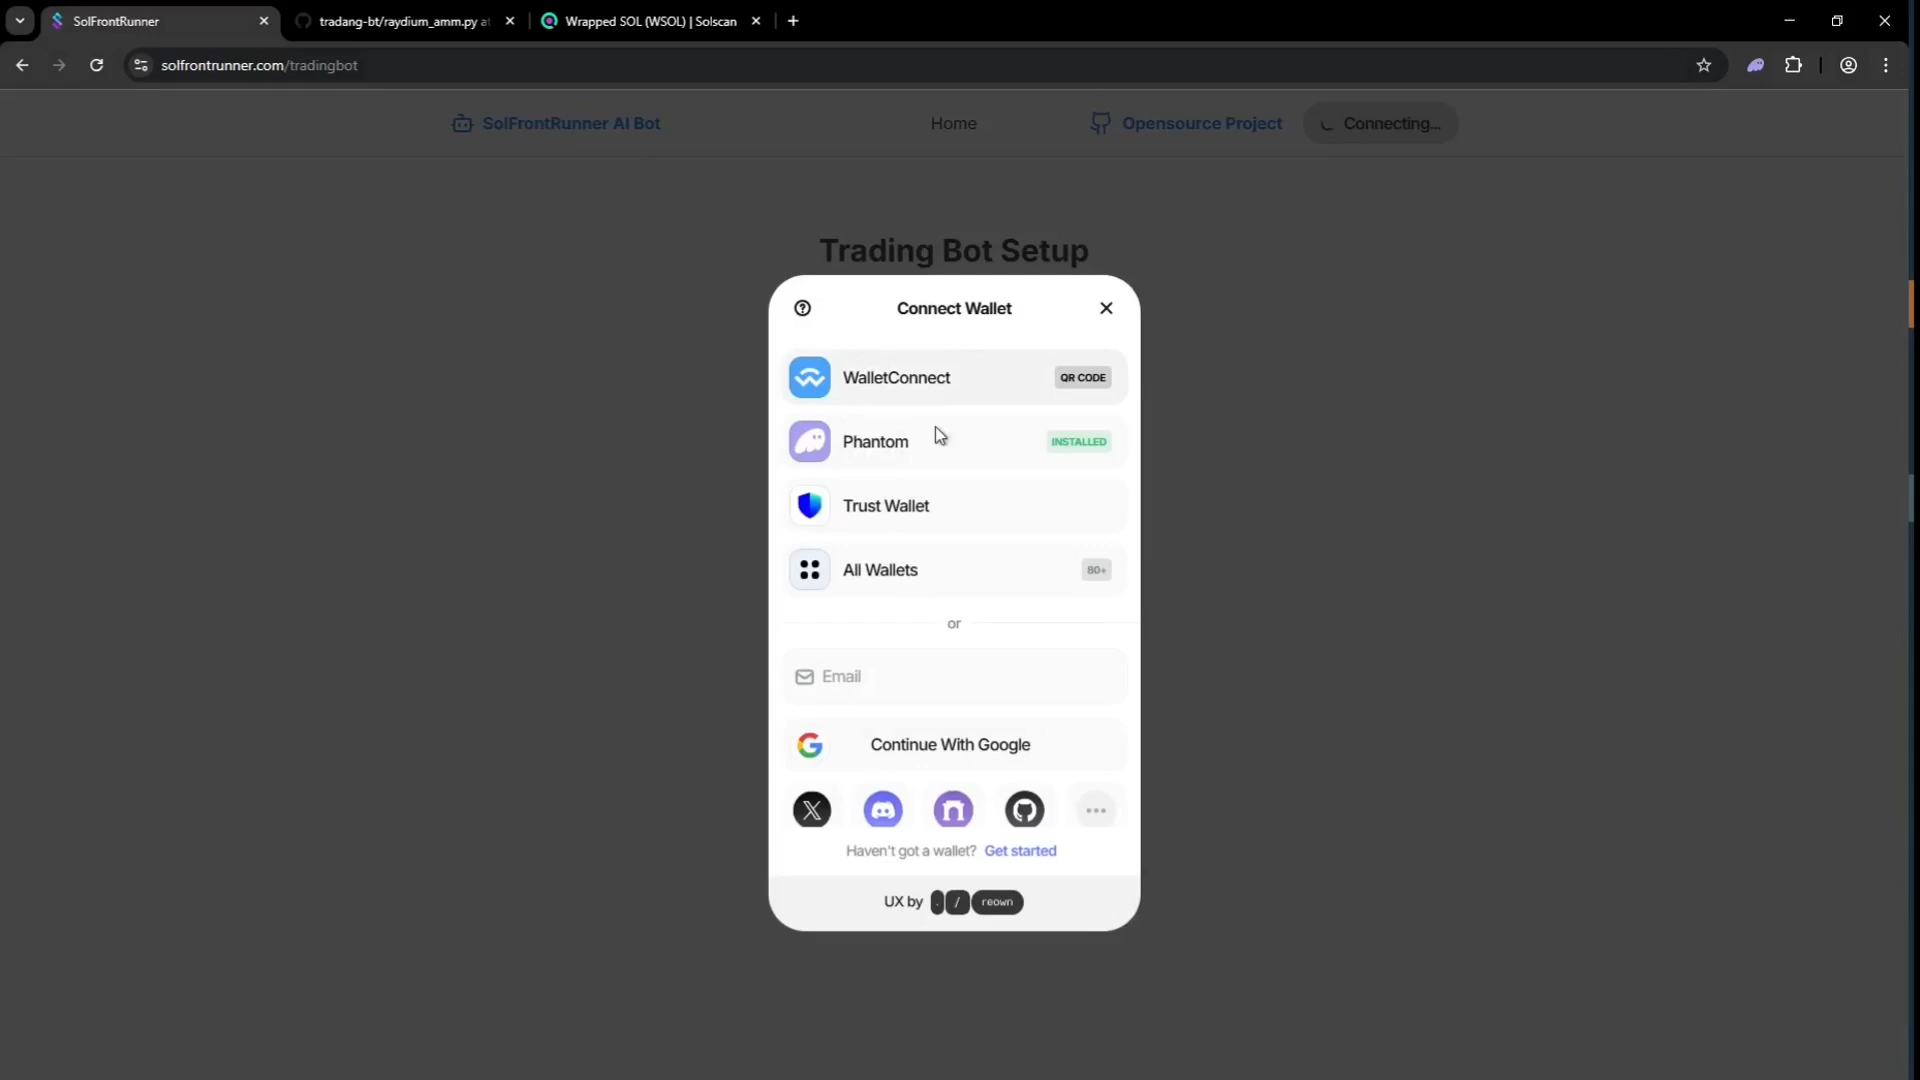 SolFrontRunner
tradang-bt/raydium_amm.py at
Wrapped SOL (WSOL) | Solscan
solfrontrunner.com/tradingbot
SolFrontRunner AI Bot
Home
Opensource Project
Connecting...
Trading Bot Setup
Connect Wallet
WalletConnect
QR CODE
Phantom
INSTALLED
Trust Wallet
All Wallets
80+
or
Email
Continue With Google
Haven't got a wallet? Get started
UX by . / reown